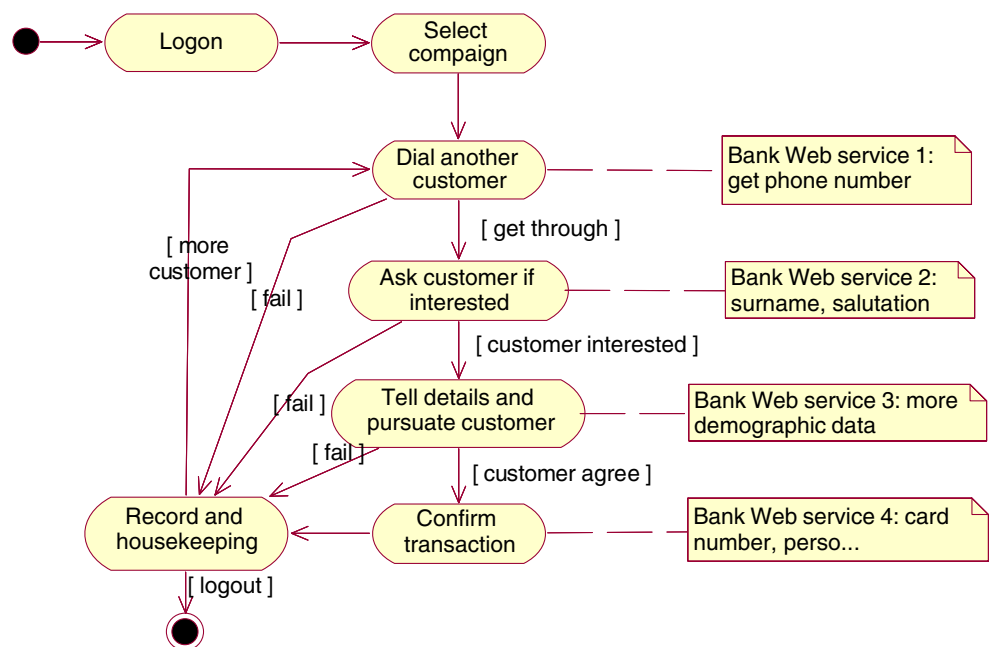 Logon
Select
compaign
Dial another
customer
Bank Web service 1:
get phone number
[ get through ]
[ more
customer ]
[ fail ]
Ask customer if
interested
Bank Web service 2:
surname, salutation
[ customer interested ]
[ fail ]
Tell details and
pursuate customer
Bank Web service 3: more
demographic data
[ fail ]
[ customer agree ]
Record and
housekeeping
Confirm
transaction
Bank Web service 4: card
number, perso...
[ logout ]